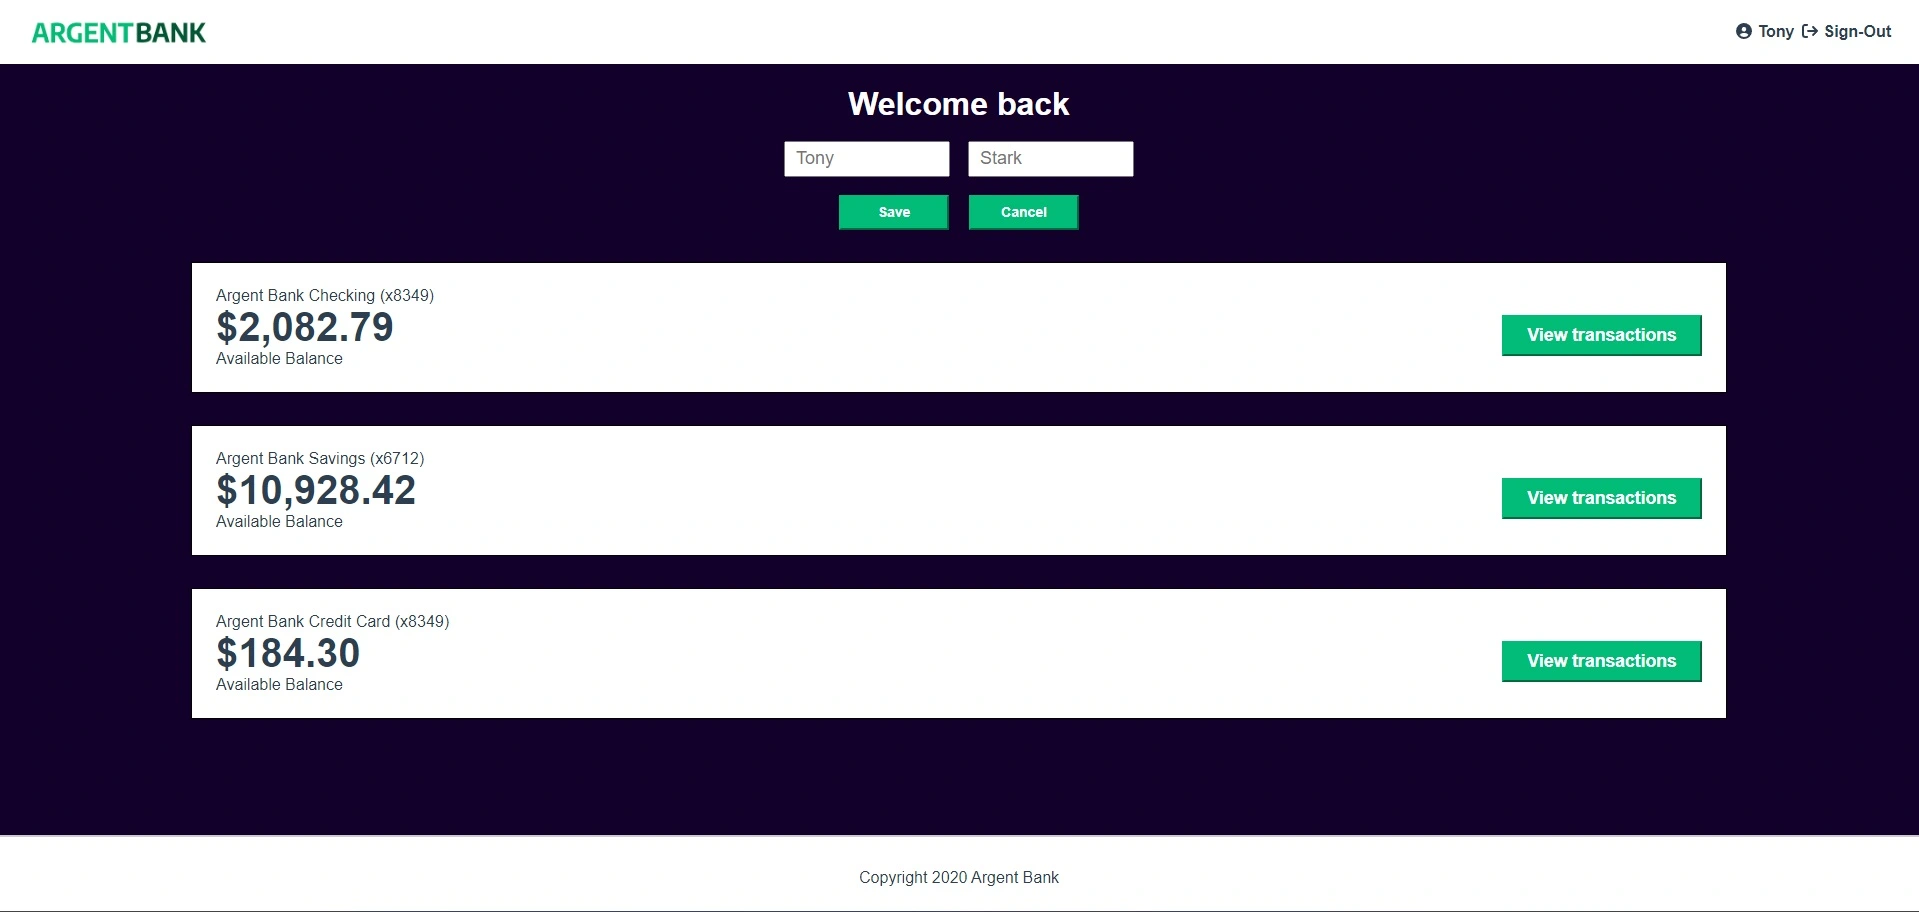 ARGENTBANK
Tony Sign-Out
Welcome back
Tony Stark
Save Cancel
Argent Bank Checking (x8349)
$2,082.79
Available Balance
View transactions
Argent Bank Savings (x6712)
$10,928.42
Available Balance
View transactions
Argent Bank Credit Card (x8349)
$184.30
Available Balance
View transactions
Copyright 2020 Argent Bank